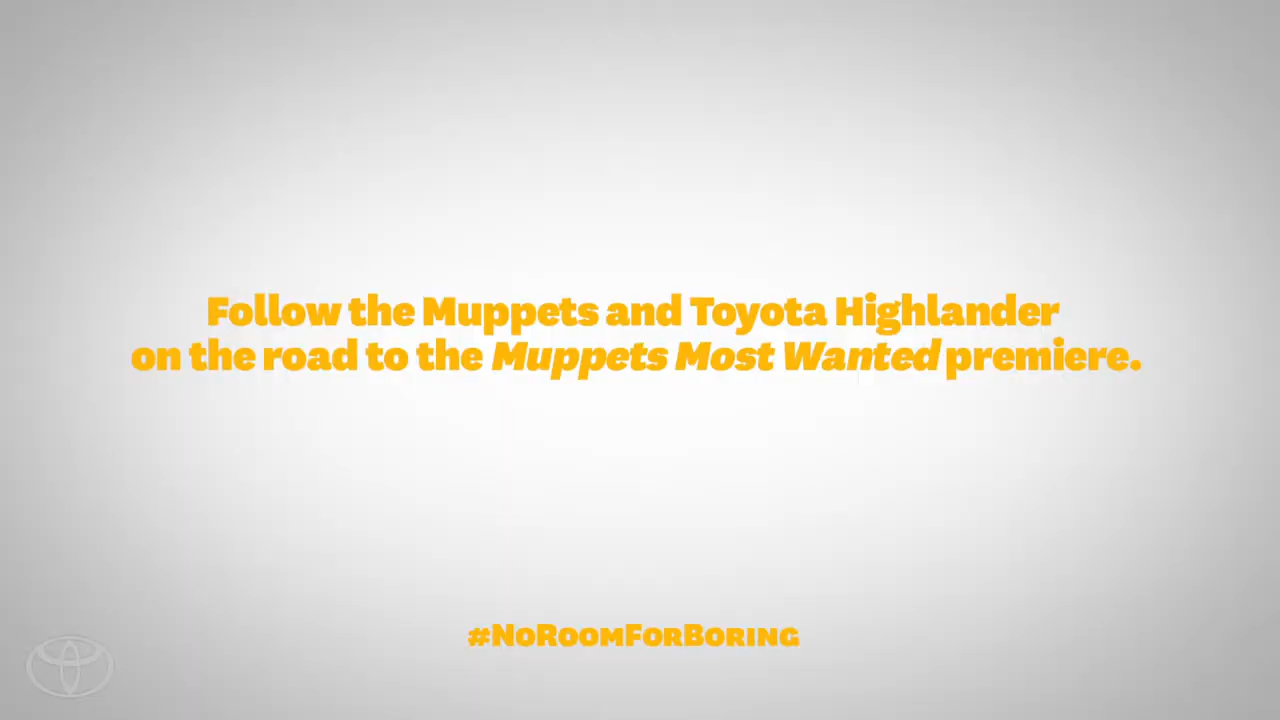 Follow the Muppets and Toyota Highlander
on the road to the Muppets Most Wanted premiere.
#NoRoomForBoring